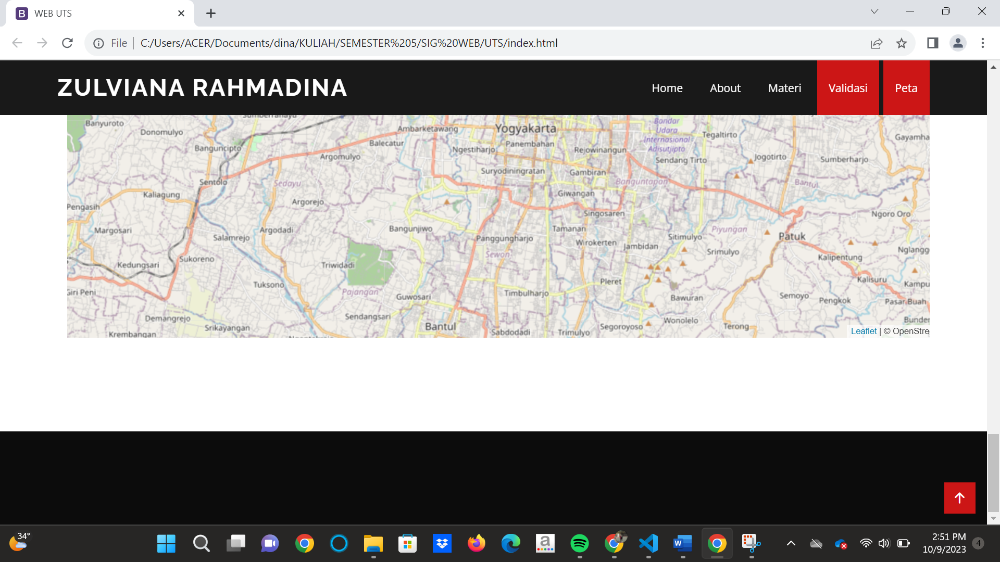 WEB UTS
File C:/Users/ACER/Documents/dina/KULIAH/SEMESTER%205/SIG%20WEB/UTS/index.html
ZULVIANA RAHMADINA
Home About Materi Validasi Peta
Banyuroto
Donomulyo
Ambarketawang
Yogyakarta
Bandar Udara Internasional Adisutjipto
Tegaltirto
Gayamha
Banguncipto
Balecatur
Ngestiharjo
Panembahan
Rejowinangun
Argomulyo
Sendang Tirto
Jogotirto
Sumberharjo
Suryodiningratan
Gambiran
Sentolo
Sedayu
Banguntapan
Bantul
Kaliagung
Argorejo
Giwangan
Pengasih
Singosaren
Ngoro Oro
Margosari
Argodadi
Bangunjiwo
Tamanan
Piyungan
Salamrejo
Panggungharjo
Wirokerten
Jambidan
Sitimulyo
Patuk
Sukoreno
Sewon
Srimulyo
Kalipentung
Nglangg
Kedungsari
Triwidadi
Tuksono
Pleret
Kalisuru
Kampu
Giri Peni
Pajangan
Guwosari
Timbulharjo
Bawuran
Semoyo
Pengkok
Pasar Buah
Demangrejo
Sendangsari
Wonolelo
Bunder
Srikayangan
Bantul
Sabdodadi
Trimulyo
Segoroyoso
Terong
Krembangan
Leaflet | © OpenStre
34°
2:51 PM
10/9/2023
4